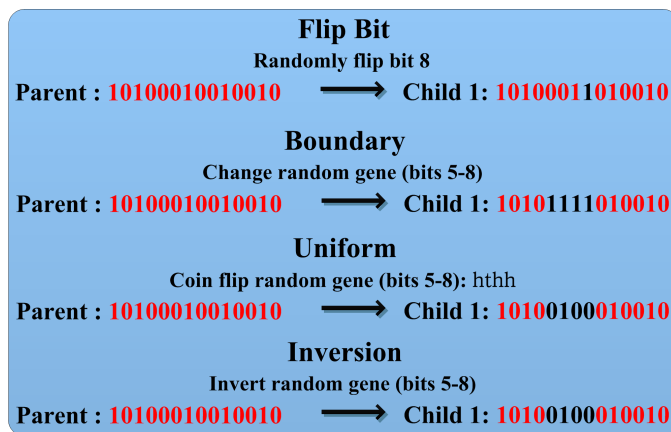 Flip Bit
Randomly flip bit 8
Parent : 10100010010010 ⟶ Child 1: 10100011010010
Boundary
Change random gene (bits 5-8)
Parent : 10100010010010 ⟶ Child 1: 10101111010010
Uniform
Coin flip random gene (bits 5-8): hthh
Parent : 10100010010010 ⟶ Child 1: 10100100010010
Inversion
Invert random gene (bits 5-8)
Parent : 10100010010010 ⟶ Child 1: 10100100010010